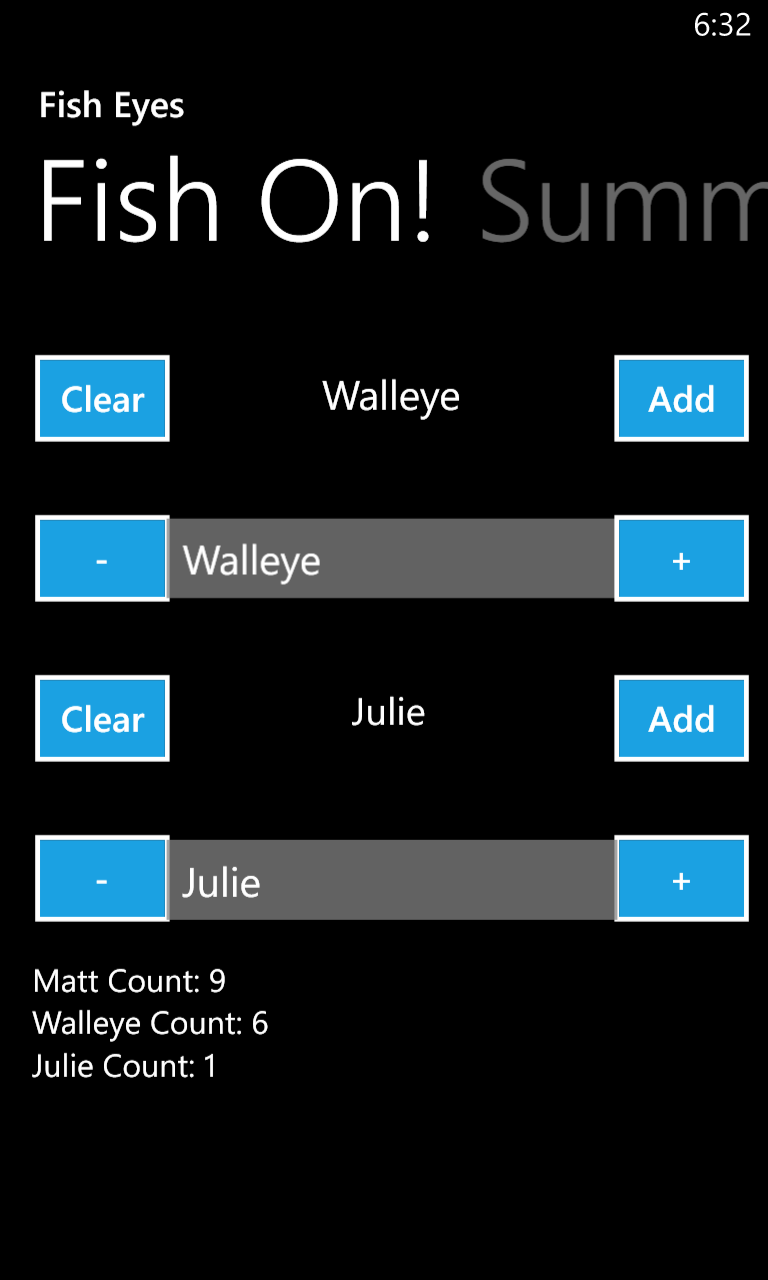 6:32
Fish Eyes
Fish On! Summ
Clear Walleye Add
- Walleye +
Clear Julie Add
- Julie +
Matt Count: 9
Walleye Count: 6
Julie Count: 1